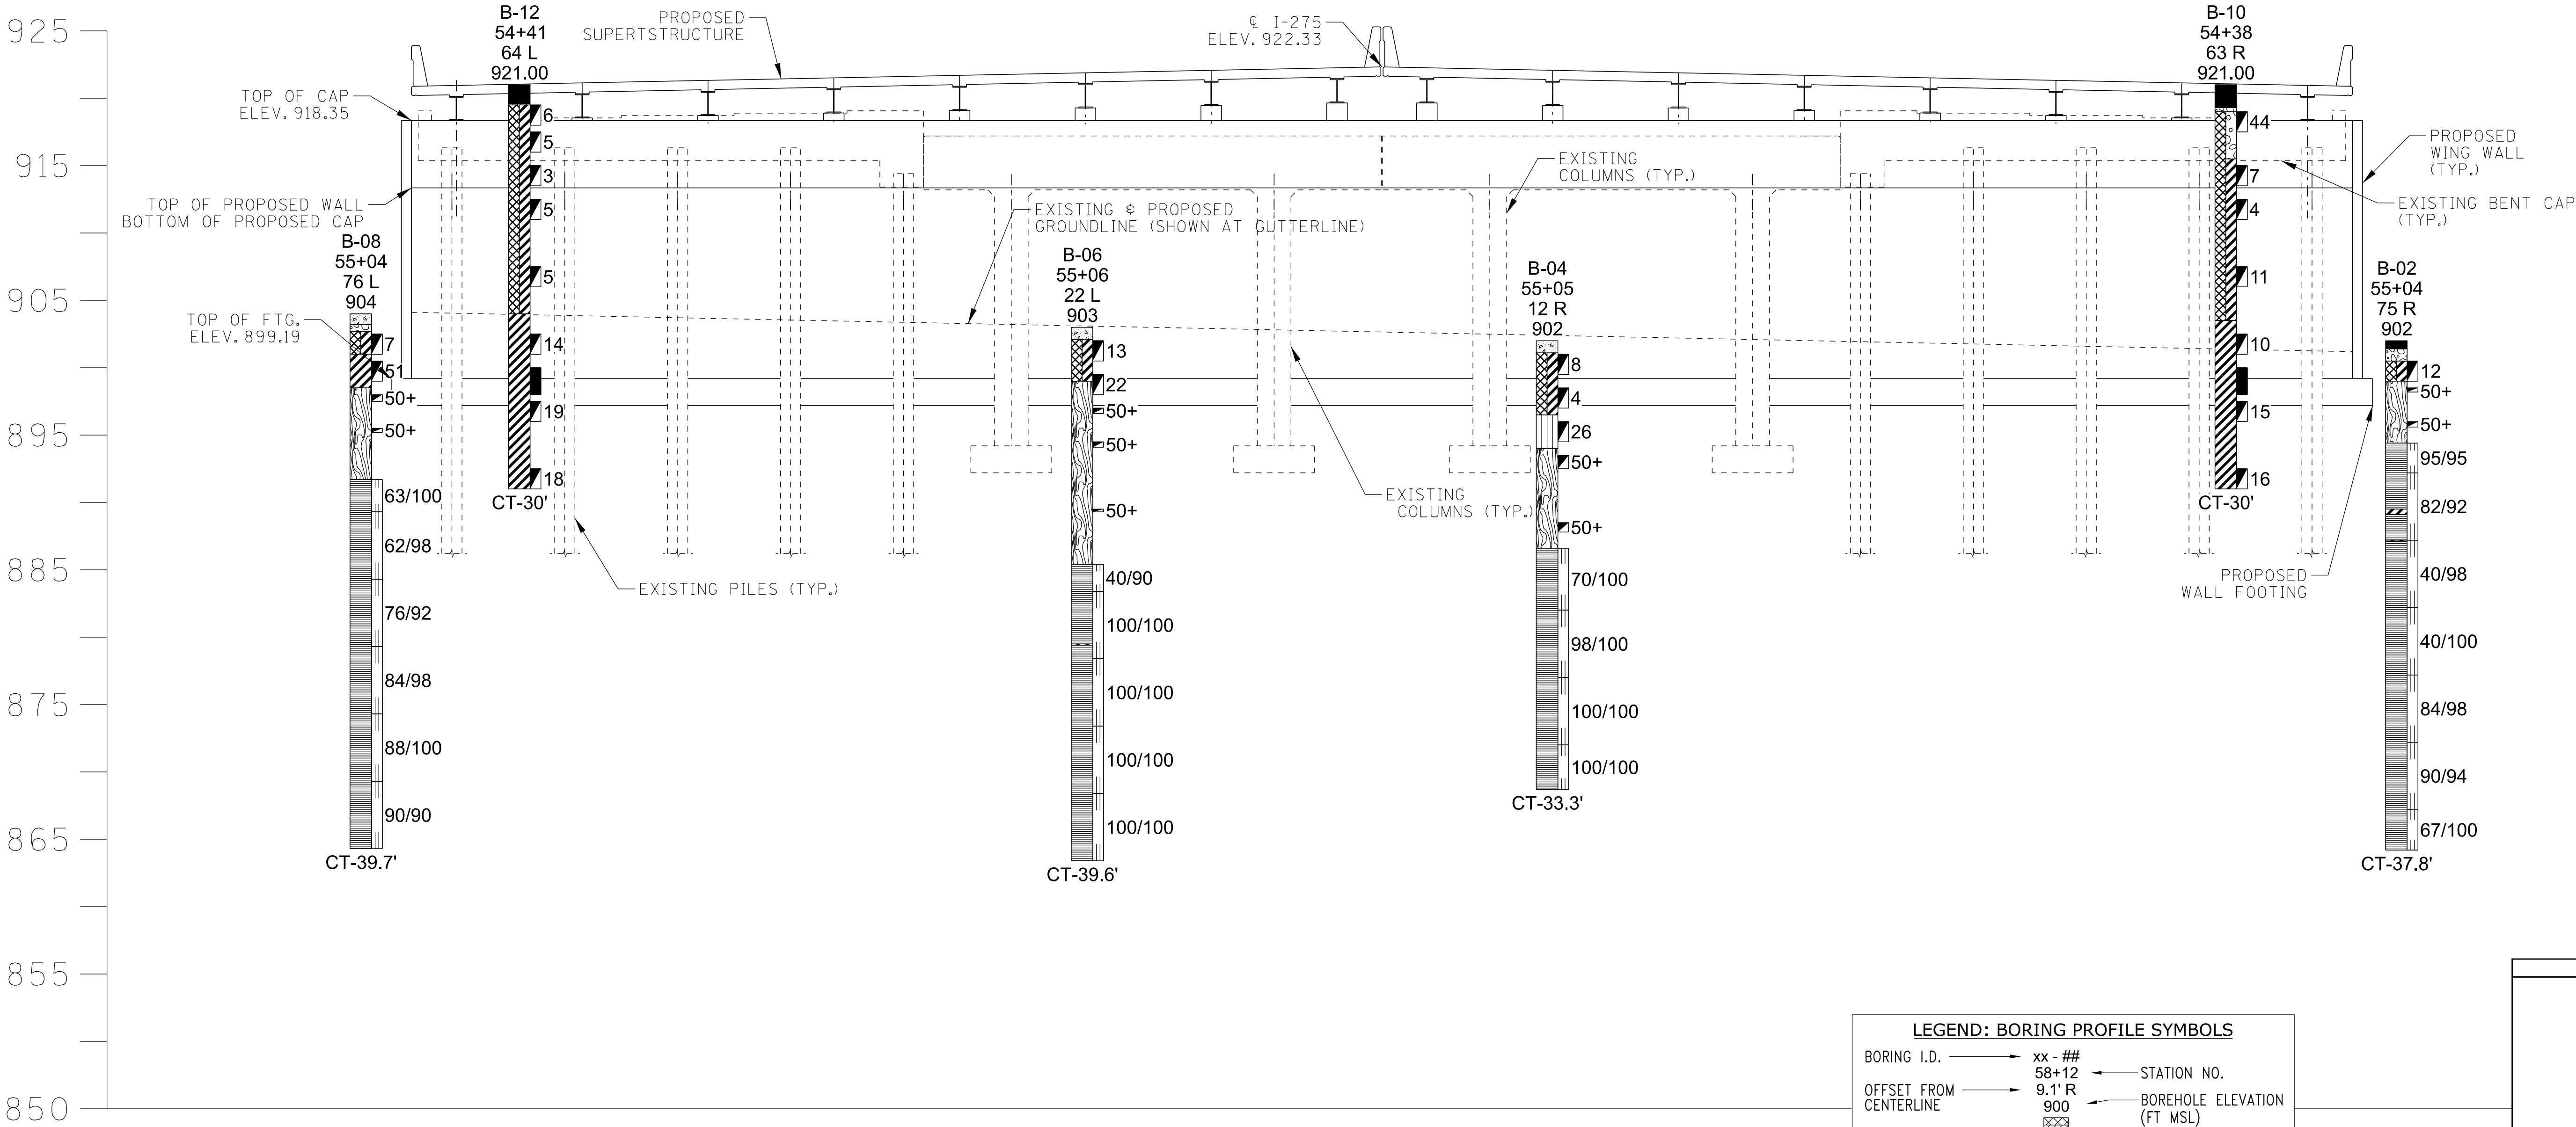 925
915
905
895
885
875
865
855
850
B-12
54+41
64 L
921.00
6
5
3
5
5
14
19
18
CT-30'
PROPOSED
SUPERTSTRUCTURE
℄ I-275
ELEV. 922.33
B-10
54+38
63 R
921.00
44
7
4
11
10
15
16
CT-30'
TOP OF CAP
ELEV. 918.35
TOP OF PROPOSED WALL
BOTTOM OF PROPOSED CAP
EXISTING & PROPOSED
GROUNDLINE (SHOWN AT GUTTERLINE)
EXISTING
COLUMNS (TYP.)
PROPOSED
WING WALL
(TYP.)
EXISTING BENT CAP
(TYP.)
B-08
55+04
76 L
904
TOP OF FTG.
ELEV. 899.19
7
51
50+
50+
63/100
62/98
76/92
84/98
88/100
90/90
CT-39.7'
B-06
55+06
22 L
903
13
22
50+
50+
50+
40/90
100/100
100/100
100/100
100/100
CT-39.6'
B-04
55+05
12 R
902
8
4
26
50+
50+
70/100
98/100
100/100
100/100
CT-33.3'
B-02
55+04
75 R
902
12
50+
50+
95/95
82/92
40/98
40/100
84/98
90/94
67/100
CT-37.8'
EXISTING
COLUMNS (TYP.)
EXISTING PILES (TYP.)
PROPOSED
WALL FOOTING
LEGEND: BORING PROFILE SYMBOLS
BORING I.D.
xx - ##
58+12
STATION NO.
OFFSET FROM
CENTERLINE
9.1' R
900
BOREHOLE ELEVATION
(FT MSL)